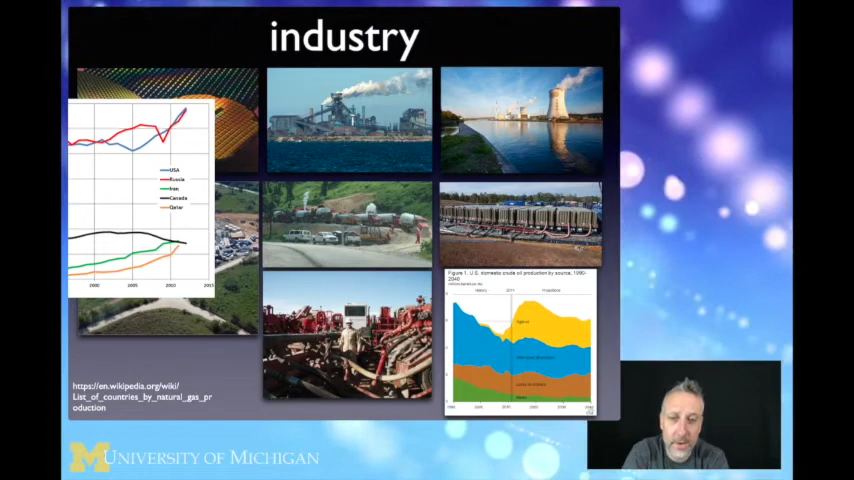 industry
USA
Russia
Iran
Canada
Qatar
2000
2005
2010
2015
Figure 1. U.S. domestic crude oil production by source, 1990-
2040
History
2011
Projections
https://en.wikipedia.org/wiki/
List_of_countries_by_natural_gas_pr
oduction
M UNIVERSITY OF MICHIGAN